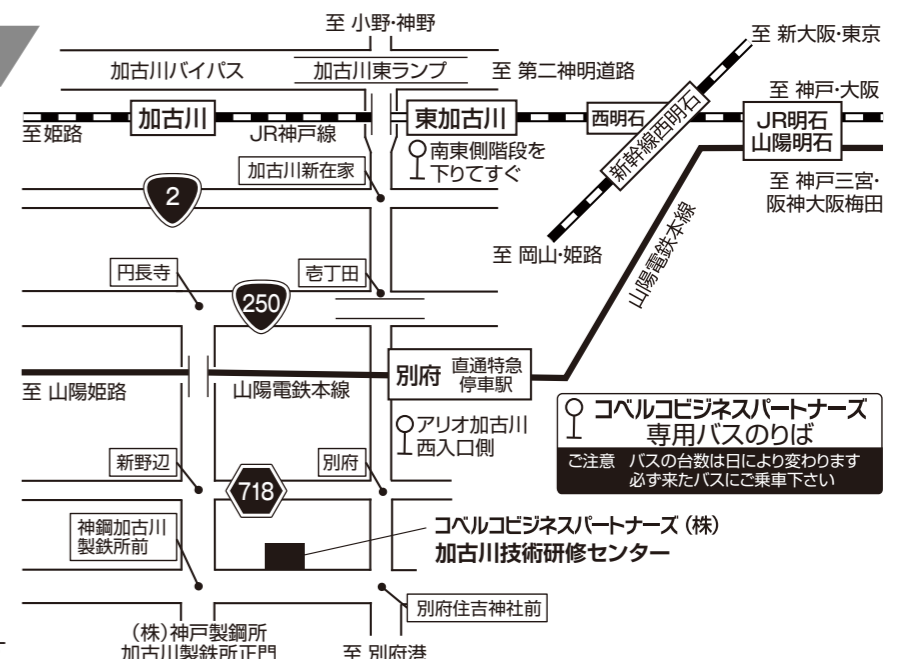 至 小野・神野
至 新大阪・東京
加古川バイパス
加古川東ランプ
至 第二神明道路
至 神戸・大阪
加古川
東加古川
西明石
JR明石
山陽明石
至姫路
JR神戸線
新幹線西明石
南東側階段を
下りてすぐ
加古川新在家
2
至 神戸三宮・
阪神大阪梅田
至 岡山・姫路
山陽電鉄本線
円長寺
壱丁田
250
別府
直通特急
停車駅
至 山陽姫路
山陽電鉄本線
アリオ加古川
西入口側
コベルコビジネスパートナーズ
専用バスのりば
ご注意 バスの台数は日により変わります
必ず来たバスにご乗車下さい
新野辺
718
別府
神鋼加古川
製鉄所前
コベルコビジネスパートナーズ(株)
加古川技術研修センター
別府住吉神社前
(株)神戸製鋼所
加古川製鉄所正門
至 別府港